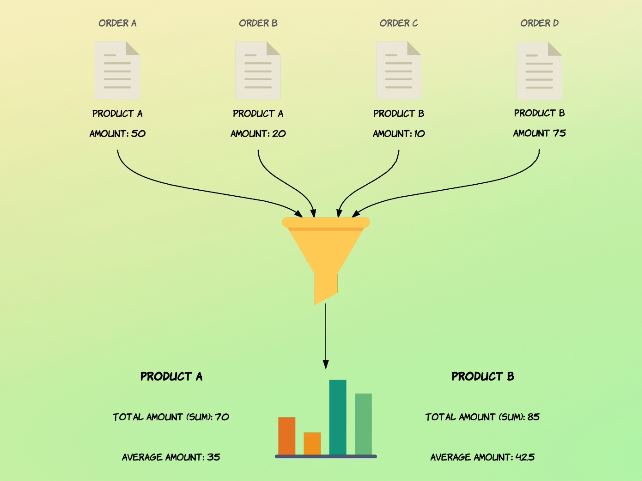 ORDER A
ORDER B
ORDER C
ORDER D
PRODUCT A
PRODUCT A
PRODUCT B
PRODUCT B
AMOUNT: 50
AMOUNT: 20
AMOUNT: 10
AMOUNT 75
PRODUCT A
PRODUCT B
TOTAL AMOUNT (SUM): 70
TOTAL AMOUNT (SUM): 85
AVERAGE AMOUNT: 35
AVERAGE AMOUNT: 42.5